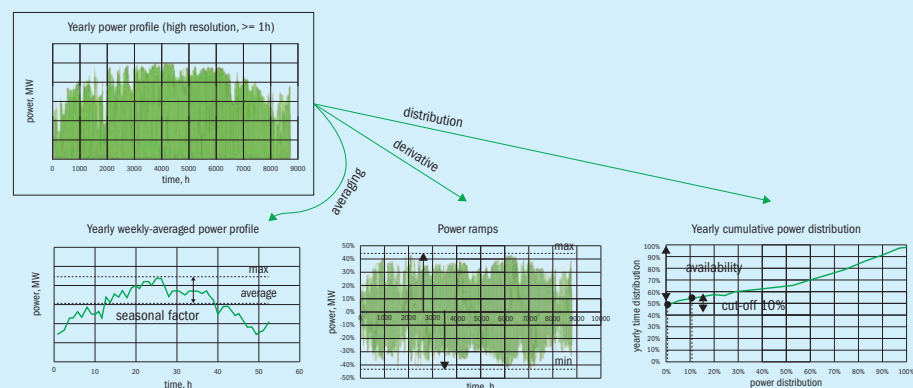 Yearly power profile (high resolution, >= 1h)
power, MW
0 1000 2000 3000 4000 5000 6000 7000 8000 9000
time, h
distribution
derivative
averaging
Yearly weekly-averaged power profile
power, MW
max
average
seasonal factor
0 10 20 30 40 50 60
time, h
Power ramps
power, MW
50%
40%
30%
20%
10%
0%
-10%
-20%
-30%
-40%
-50%
max
0 1000 2000 3000 4000 5000 6000 7000 8000 9000 10000
min
time, h
Yearly cumulative power distribution
yearly time distribution
100%
90%
80%
70%
60%
50%
40%
30%
20%
10%
0%
availability
cut-off 10%
0% 10% 20% 30% 40% 50% 60% 70% 80% 90% 100%
power distribution